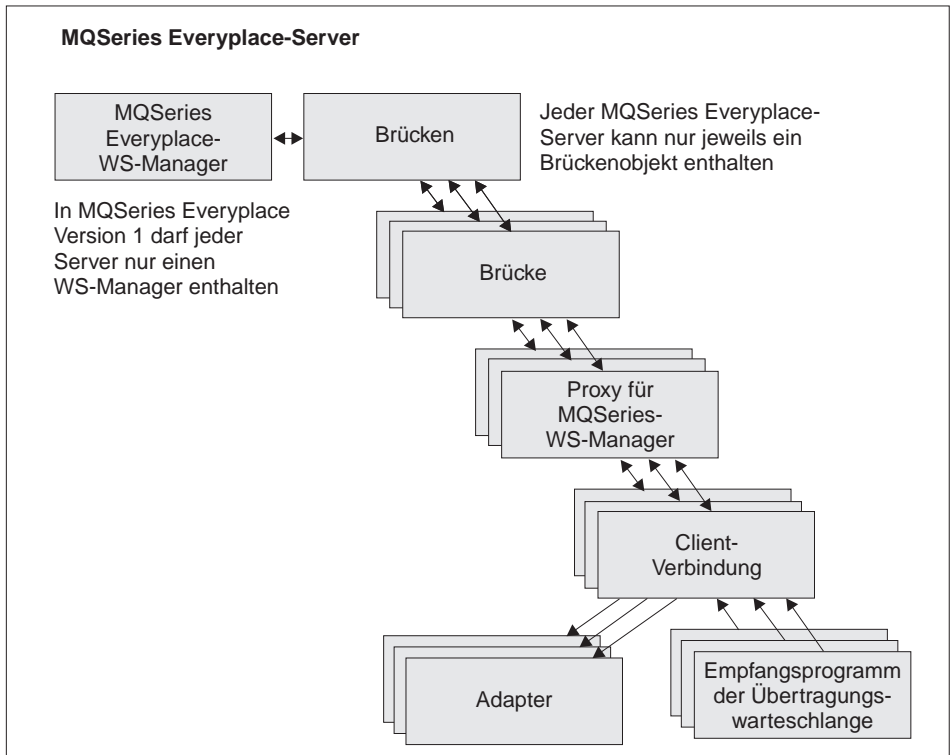 MQSeries Everyplace-Server
MQSeries
Everyplace-
WS-Manager
Brücken
Jeder MQSeries Everyplace-
Server kann nur jeweils ein
Brückenobjekt enthalten
In MQSeries Everyplace
Version 1 darf jeder
Server nur einen
WS-Manager enthalten
Brücke
Proxy für
MQSeries-
WS-Manager
Client-
Verbindung
Adapter
Empfangsprogramm
der Übertragungs-
warteschlange